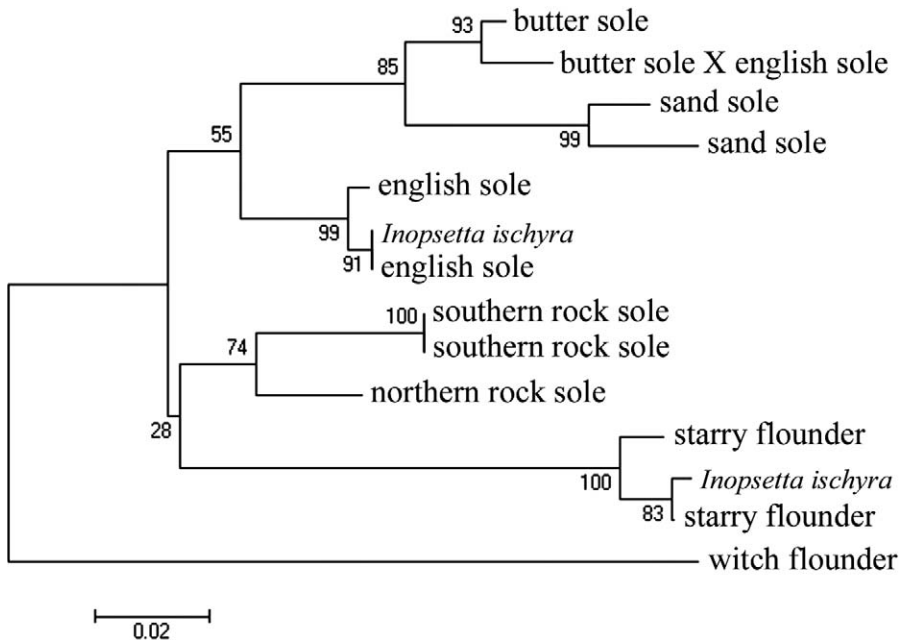 93
butter sole
butter sole X english sole
85
sand sole
99
sand sole
55
english sole
99
Inopsetta ischyra
91
english sole
100
southern rock sole
southern rock sole
74
northern rock sole
28
starry flounder
100
Inopsetta ischyra
83
starry flounder
witch flounder
0.02